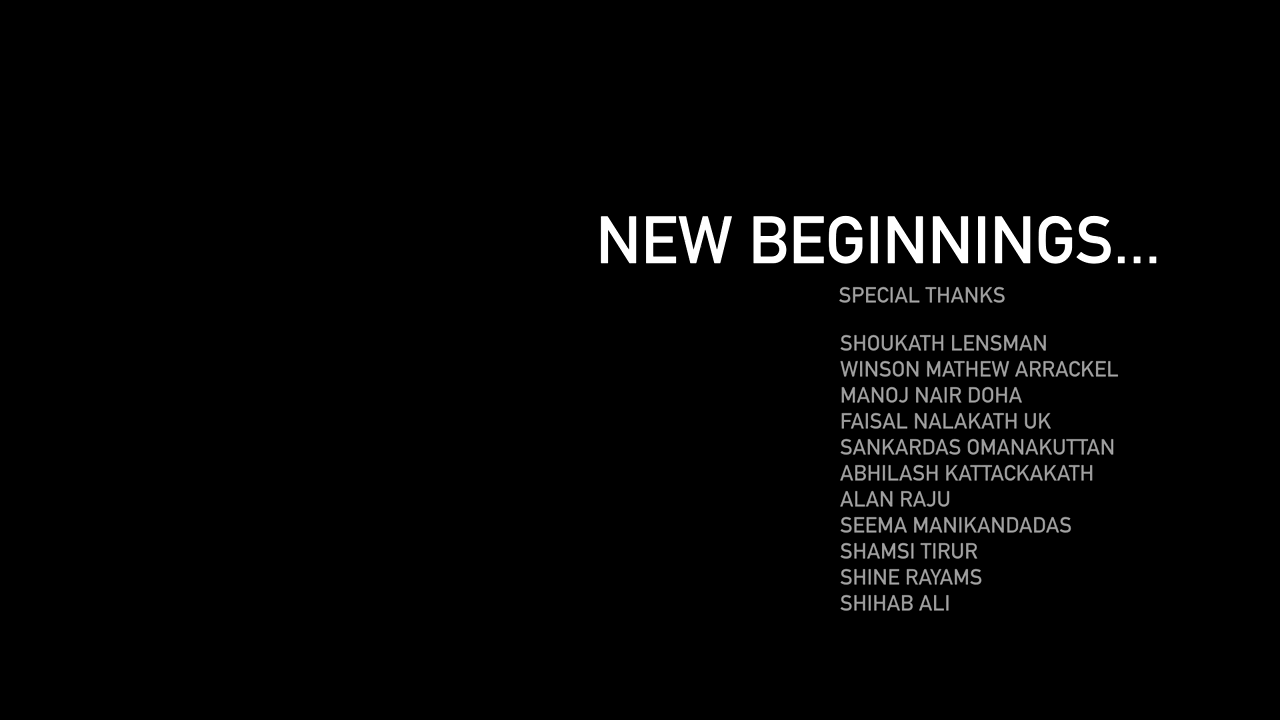 NEW BEGINNINGS...
SPECIAL THANKS
SHOUKATH LENSMAN
WINSON MATHEW ARRACKEL
MANOJ NAIR DOHA
FAISAL NALAKATH UK
SANKARDAS OMANAKUTTAN
ABHILASH KATTACKAKATH
ALAN RAJU
SEEMA MANIKANDADAS
SHAMSI TIRUR
SHINE RAYAMS
SHIHAB ALI